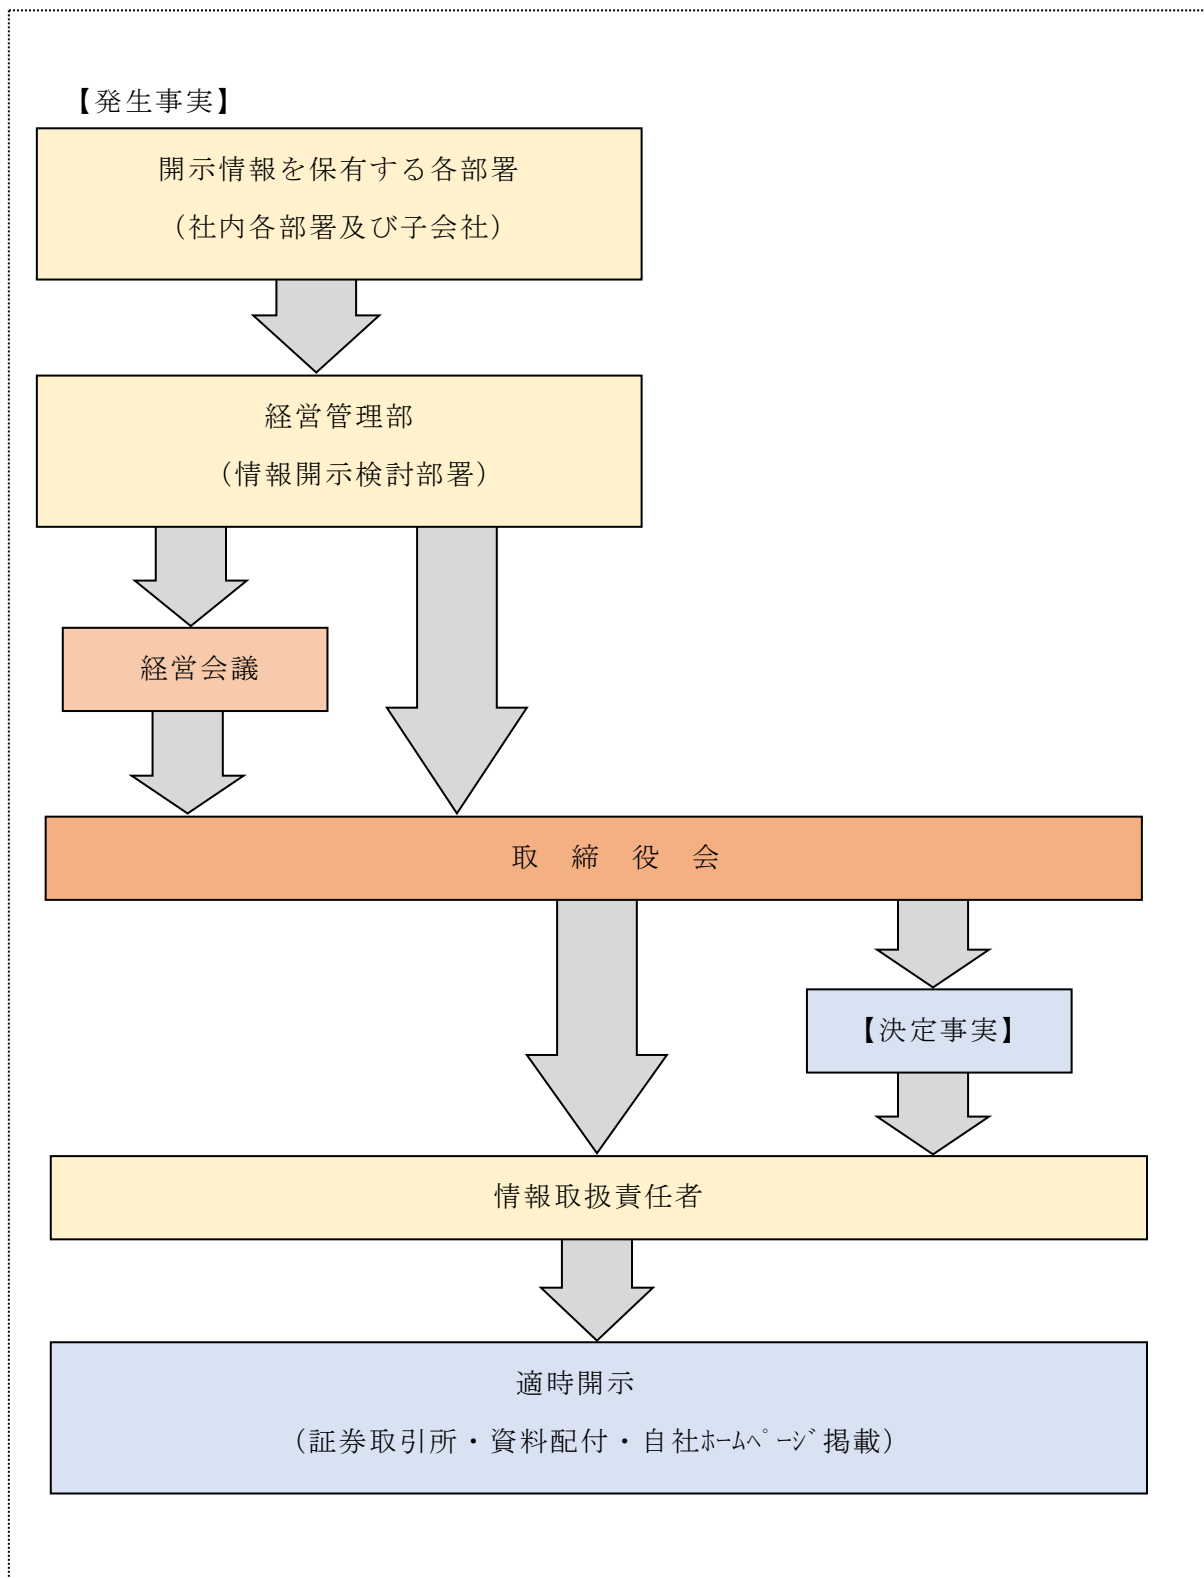 【発生事実】
開示情報を保有する各部署
（社内各部署及び子会社）
経営管理部
（情報開示検討部署）
経営会議
取　締　役　会
【決定事実】
情報取扱責任者
適時開示
（証券取引所・資料配付・自社ﾎｰﾑﾍﾟｰｼﾞ掲載）